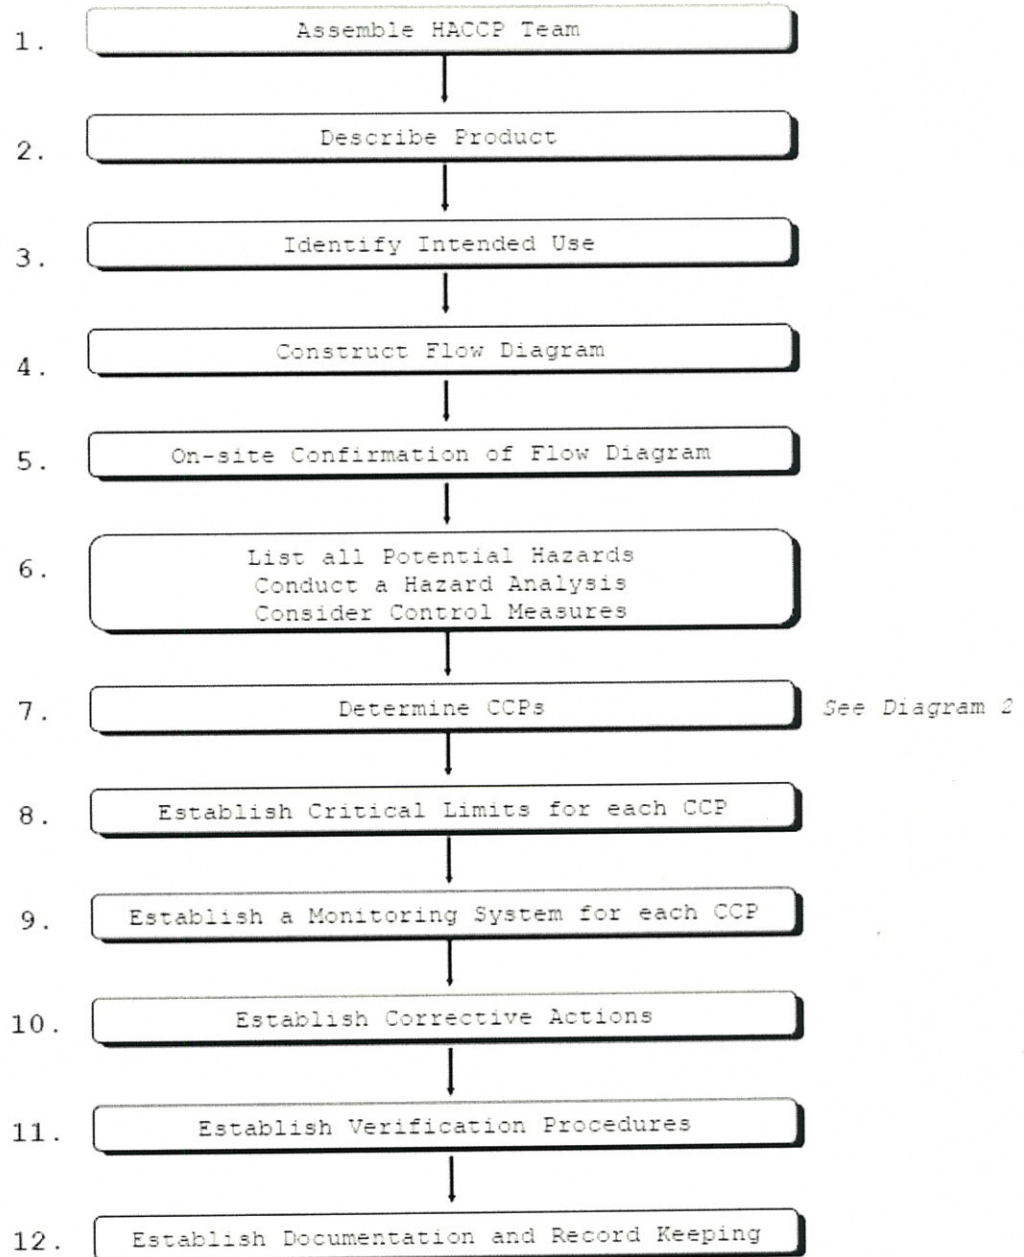 1. Assemble HACCP Team
2. Describe Product
3. Identify Intended Use
4. Construct Flow Diagram
5. On-site Confirmation of Flow Diagram
6. List all Potential Hazards
Conduct a Hazard Analysis
Consider Control Measures
7. Determine CCPs See Diagram 2
8. Establish Critical Limits for each CCP
9. Establish a Monitoring System for each CCP
10. Establish Corrective Actions
11. Establish Verification Procedures
12. Establish Documentation and Record Keeping